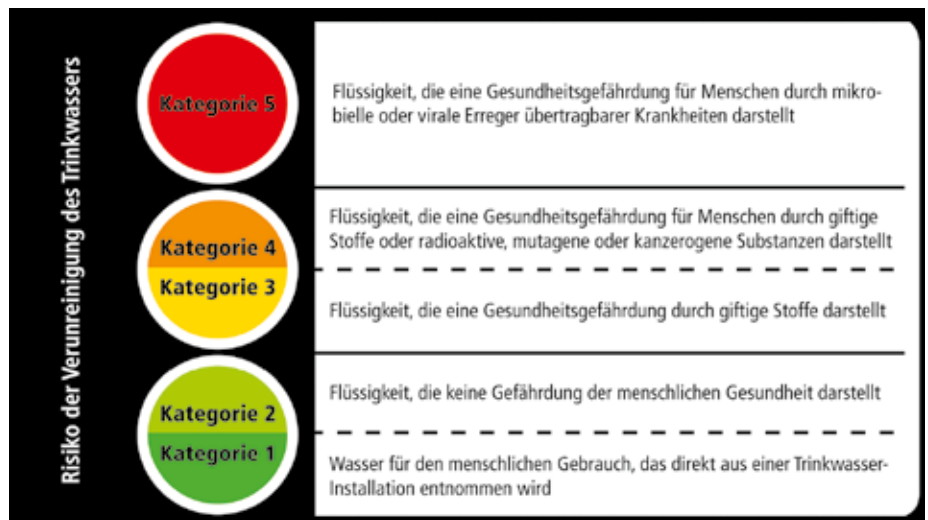 Risiko der Verunreinigung des Trinkwassers
Kategorie 5
Flüssigkeit, die eine Gesundheitsgefährdung für Menschen durch mikro-
bielle oder virale Erreger übertragbarer Krankheiten darstellt
Kategorie 4
Flüssigkeit, die eine Gesundheitsgefährdung für Menschen durch giftige
Stoffe oder radioaktive, mutagene oder kanzerogene Substanzen darstellt
Kategorie 3
Flüssigkeit, die eine Gesundheitsgefährdung durch giftige Stoffe darstellt
Kategorie 2
Flüssigkeit, die keine Gefährdung der menschlichen Gesundheit darstellt
Kategorie 1
Wasser für den menschlichen Gebrauch, das direkt aus einer Trinkwasser-
Installation entnommen wird